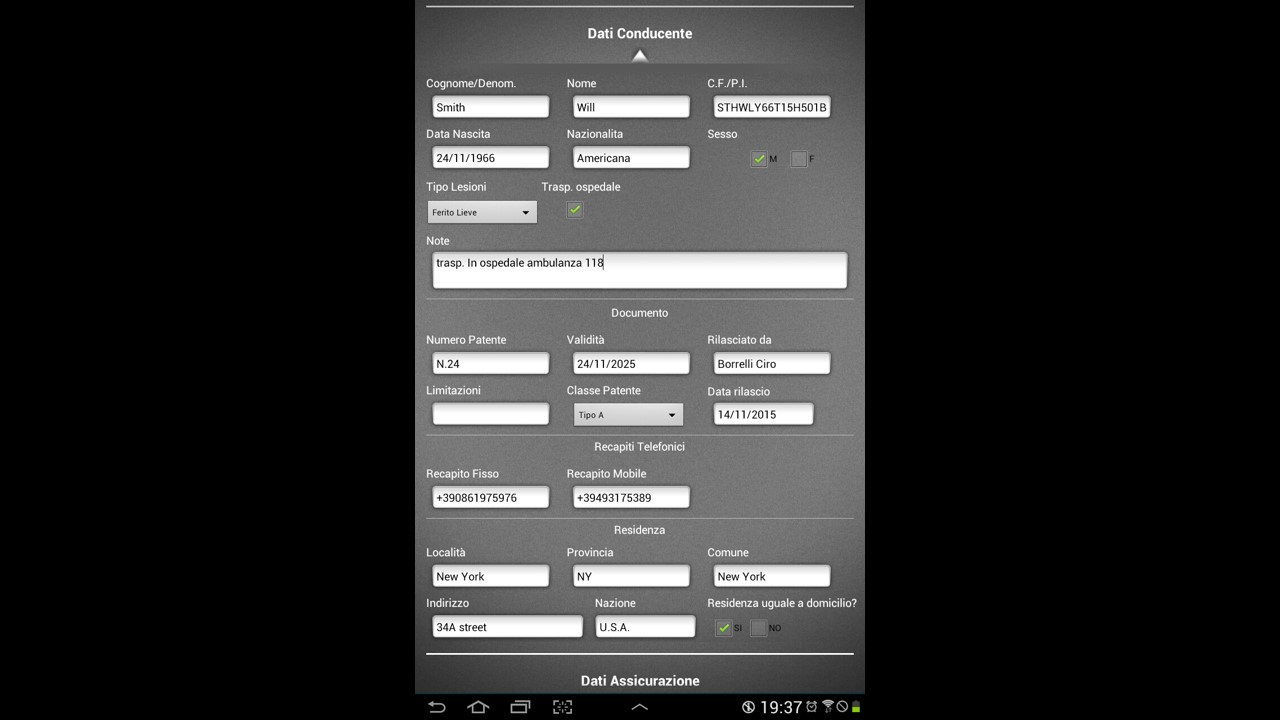 Dati Conducente
Cognome/Denom. Nome C.F./P.I.
Smith Will STHWLY66T15H501B
Data Nascita Nazionalita Sesso
24/11/1966 Americana M F
Tipo Lesioni Trasp. ospedale
Ferito Lieve
Note
trasp. In ospedale ambulanza 118
Documento
Numero Patente Validità Rilasciato da
N.24 24/11/2025 Borrelli Ciro
Limitazioni Classe Patente Data rilascio
Tipo A 14/11/2015
Recapiti Telefonici
Recapito Fisso Recapito Mobile
+390861975976 +39493175389
Residenza
Località Provincia Comune
New York NY New York
Indirizzo Nazione Residenza uguale a domicilio?
34A street U.S.A. SI NO
Dati Assicurazione
19:37